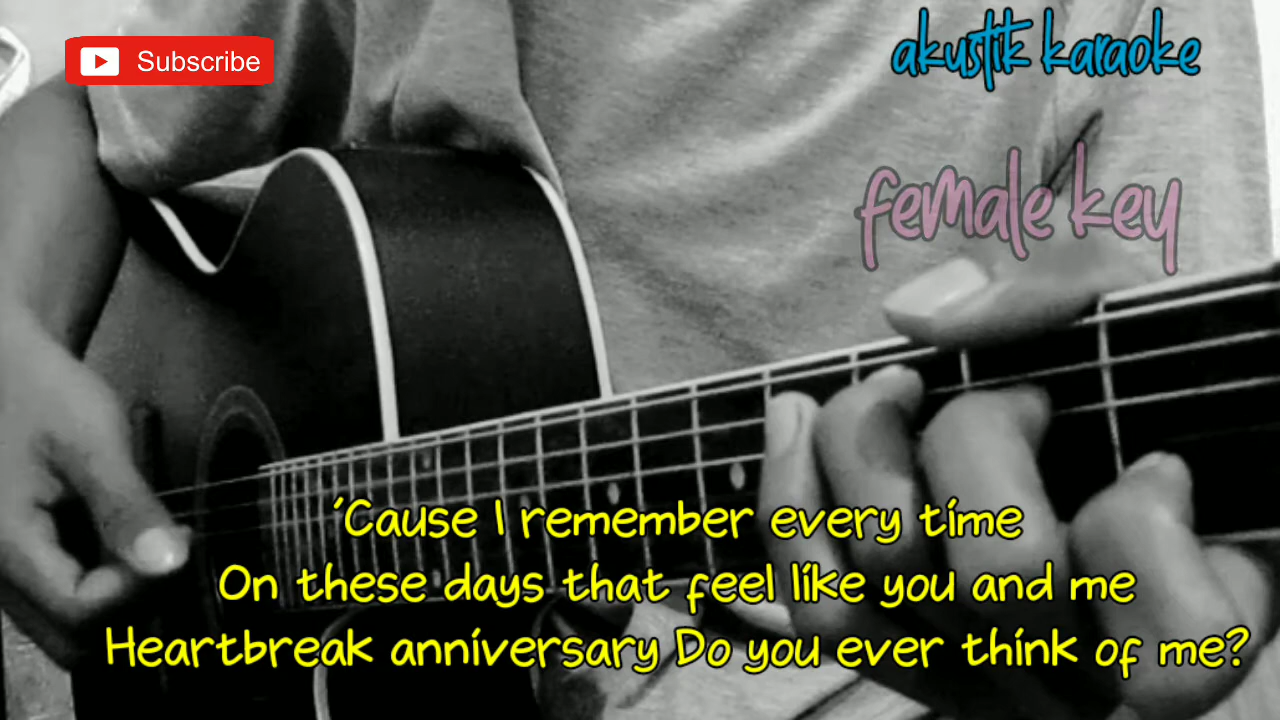 Subscribe
akustik karaoke
female key
'Cause I remember every time
On these days that feel like you and me
Heartbreak anniversary Do you ever think of me?